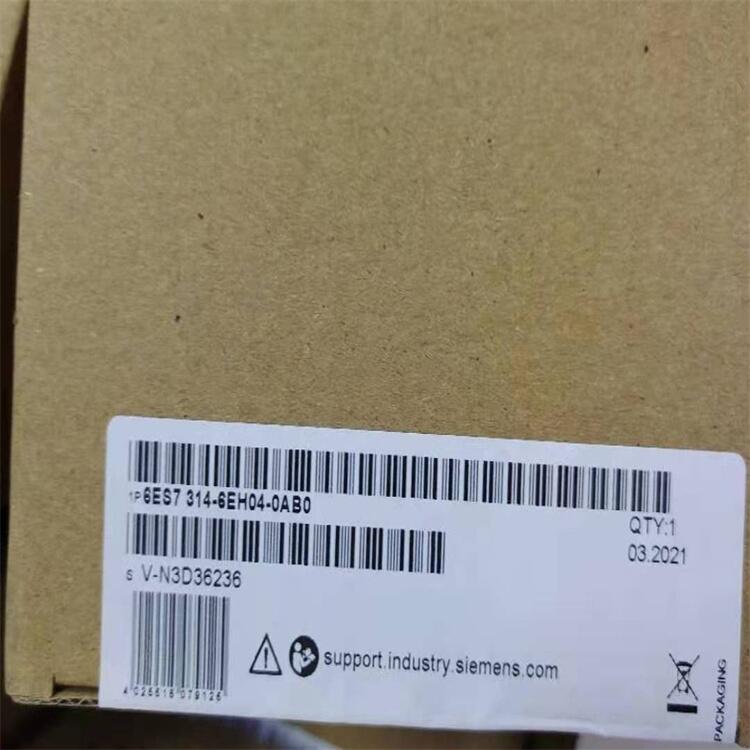 1P 6ES7 314-6EH04-0AB0
QTY:1
03.2021
S V-N3D36236
4 025515 079125
support.industry.siemens.com
PACKAGING